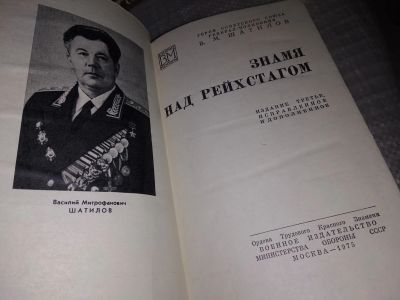 Василий Митрофанович
ШАТИЛОВ
ГЕРОЙ СОВЕТСКОГО СОЮЗА
ГЕНЕРАЛ-ПОЛКОВНИК
В. М. ШАТИЛОВ
ВМ
ЗНАМЯ
НАД РЕЙХСТАГОМ
ИЗДАНИЕ ТРЕТЬЕ,
ИСПРАВЛЕННОЕ
И ДОПОЛНЕННОЕ
Ордена Трудового Красного Знамени
ВОЕННОЕ ИЗДАТЕЛЬСТВО
МИНИСТЕРСТВА ОБОРОНЫ СССР
МОСКВА — 1975